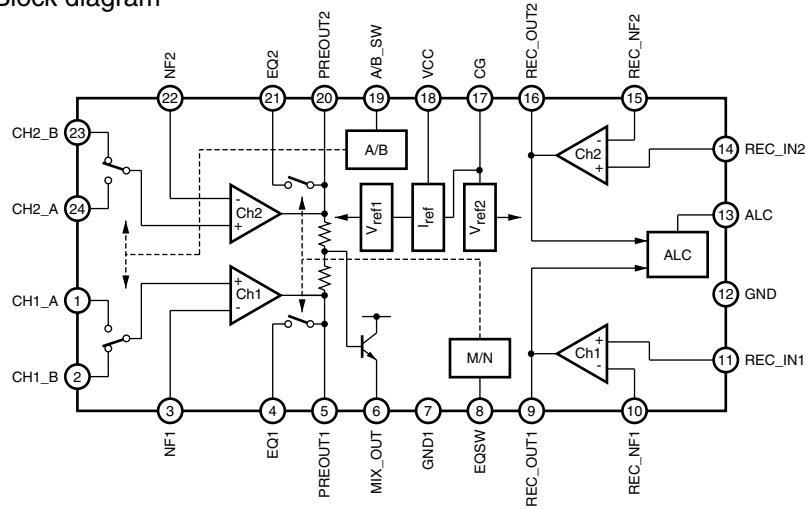 Block diagram
NF2
EQ2
PREOUT2
A/B_SW
VCC
CG
REC_OUT2
REC_NF2
22
21
20
19
18
17
16
15
CH2_B
23
A/B
-
Ch2
+
14
REC_IN2
CH2_A
24
-
Ch2
+
Vref1
Iref
Vref2
13
ALC
ALC
CH1_A
1
+
Ch1
-
12
GND
M/N
+
Ch1
-
11
REC_IN1
CH1_B
2
3
4
5
6
7
8
9
10
NF1
EQ1
PREOUT1
MIX_OUT
GND1
EQSW
REC_OUT1
REC_NF1